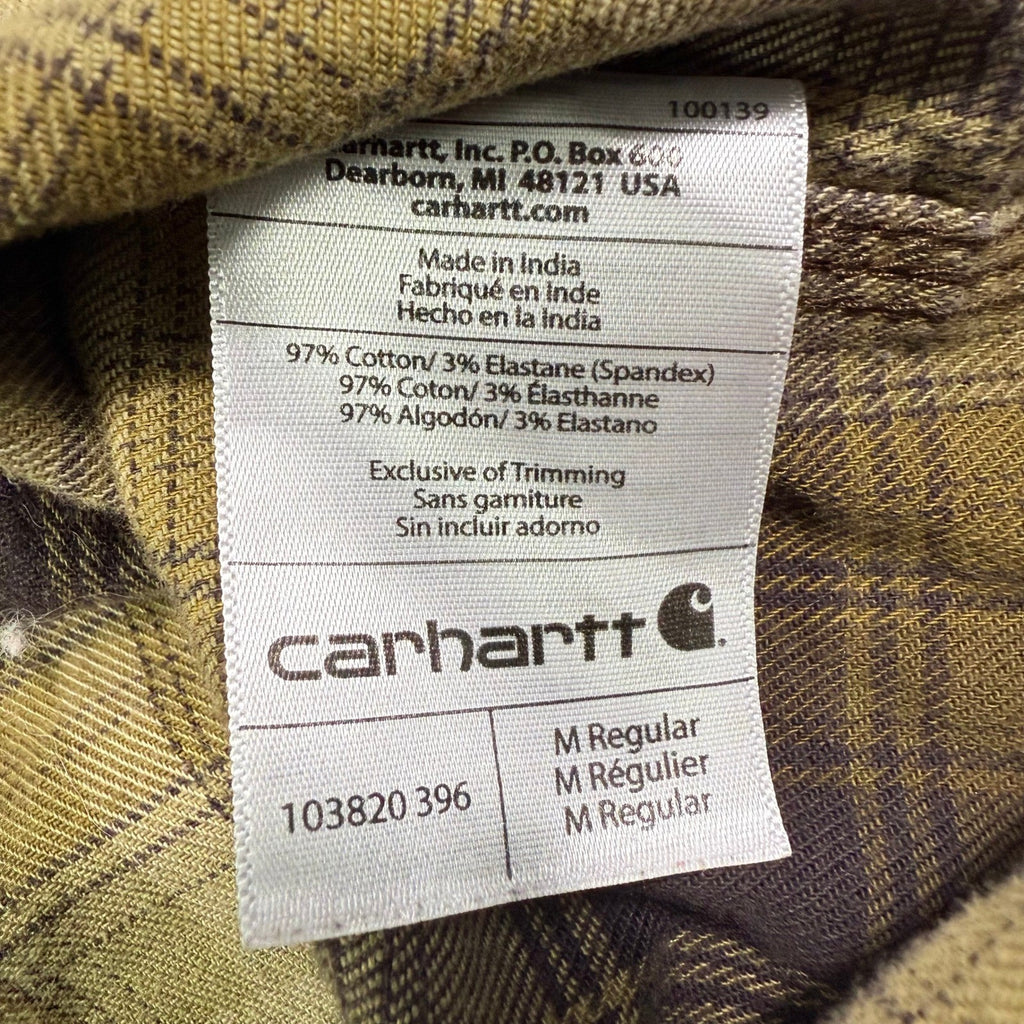 100139
Carhartt, Inc. P.O. Box 600
Dearborn, MI 48121 USA
carhartt.com
Made in India
Fabriqué en Inde
Hecho en la India
97% Cotton/ 3% Elastane (Spandex)
97% Coton/ 3% Élasthanne
97% Algodón/ 3% Elastano
Exclusive of Trimming
Sans garniture
Sin incluir adorno
carhartt
103820 396
M Regular
M Régulier
M Regular